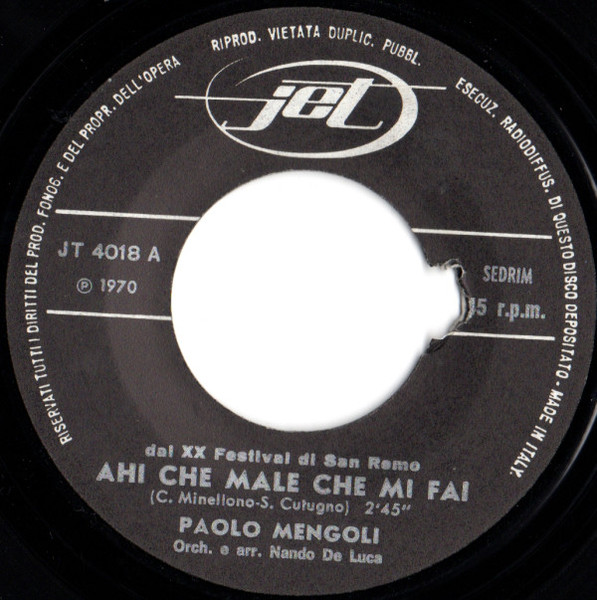 RISERVATI TUTTI I DIRITTI DEL PROD. FONOG. E DEL PROPR. DELL'OPERA
RIPROD. VIETATA DUPLIC. PUBBL.
ESECUZ. RADIODIFFUS. DI QUESTO DISCO DEPOSITATO - MADE IN ITALY.
jet
JT 4018 A
℗ 1970
SEDRIM
45 r.p.m.
dal XX Festival di San Remo
AHI CHE MALE CHE MI FAI
(C. Minellono-S. Cutugno) 2'45"
PAOLO MENGOLI
Orch. e arr. Nando De Luca